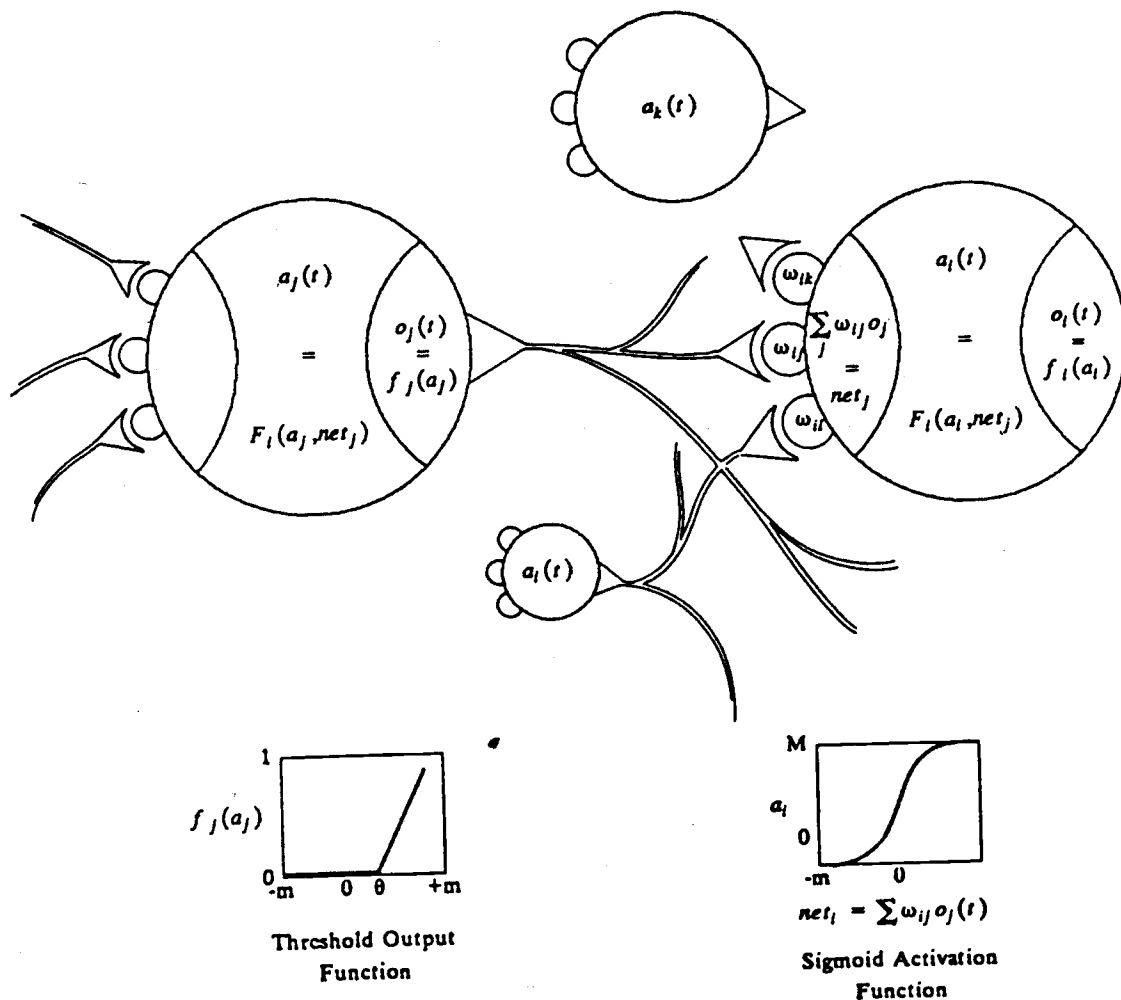 a_k(t)
a_j(t)
=
F_i(a_j,net_j)
o_j(t)
=
f_j(a_j)
ω_ik
ω_ij
ω_il
∑_j ω_ij o_j
=
net_j
a_i(t)
=
F_i(a_i,net_j)
o_i(t)
=
f_i(a_i)
a_l(t)
a
1
f_j(a_j)
0
-m 0 θ +m
Threshold Output
Function
M
a_i
0
-m 0
net_i = ∑ω_ij o_j(t)
Sigmoid Activation
Function